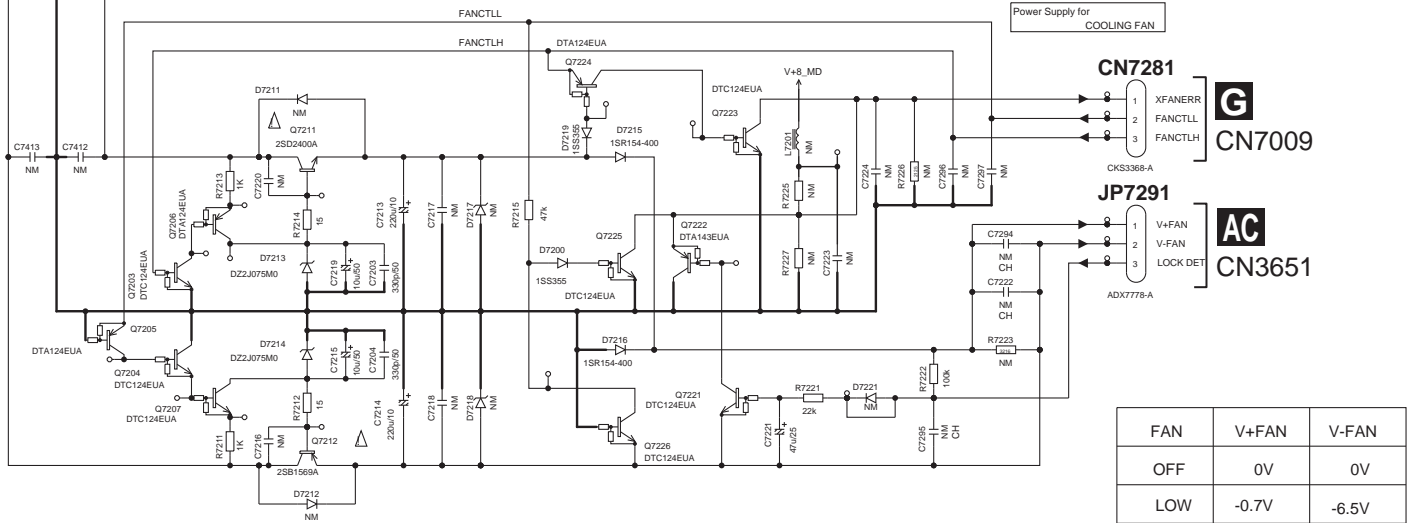 FANCTLL
FANCTLH
DTA124EUA
Q7224
Power Supply for
COOLING FAN
D7211
NM
Q7211
2SD2400A
C7413
NM
C7412
NM
R7213
1K
C7220
NM
R7214
15
Q7206
DTA124EUA
D7213
DZ2J075M0
C7219
10u/50
C7203
330p/50
C7213
220u/10
C7217
NM
D7217
NM
R7215
47k
D7219
1SS355
D7215
1SR154-400
DTC124EUA
Q7223
V+8_MD
L7201
NM
R7225
NM
R7227
NM
C7223
NM
C7224
NM
R7226
NM
C7296
NM
C7297
NM
D7200
1SS355
Q7225
DTC124EUA
Q7222
DTA143EUA
Q7203
DTC124EUA
Q7205
DTA124EUA
Q7204
DTC124EUA
Q7207
DTC124EUA
D7214
DZ2J075M0
C7215
10u/50
C7204
330p/50
R7212
15
R7211
1K
C7216
NM
Q7212
2SB1569A
D7212
NM
C7214
220u/10
C7218
NM
D7218
NM
D7216
1SR154-400
Q7226
DTC124EUA
Q7221
DTC124EUA
R7221
22k
C7221
47u/25
D7221
NM
R7222
100k
C7295
NM
CH
C7294
NM
CH
C7222
NM
CH
R7223
NM
CN7281
1 XFANERR
2 FANCTLL
3 FANCTLH
CKS3368-A
G
CN7009
JP7291
1 V+FAN
2 V-FAN
3 LOCK DET
ADX7778-A
AC
CN3651
FAN V+FAN V-FAN
OFF 0V 0V
LOW -0.7V -6.5V